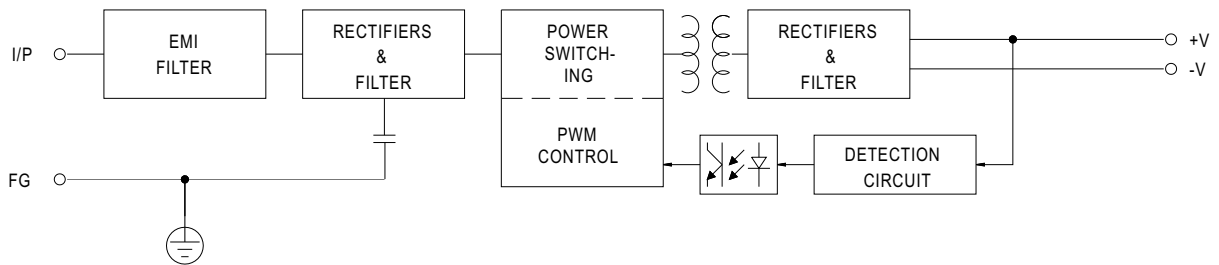 I/P
EMI
FILTER
RECTIFIERS
&
FILTER
POWER
SWITCH-
ING
PWM
CONTROL
RECTIFIERS
&
FILTER
+V
-V
DETECTION
CIRCUIT
FG